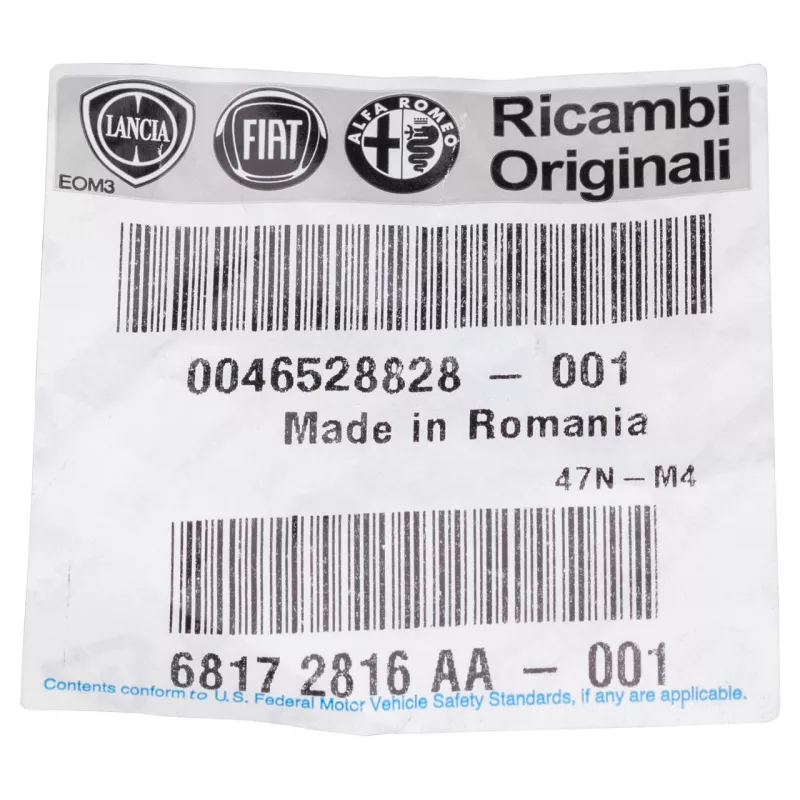 LANCIA
FIAT
ALFA ROMEO
Ricambi
Originali
EOM3
0046528828 - 001
Made in Romania
47N - M4
6817 2816 AA - 001
Contents conform to U.S. Federal Motor Vehicle Safety Standards, if any are applicable.